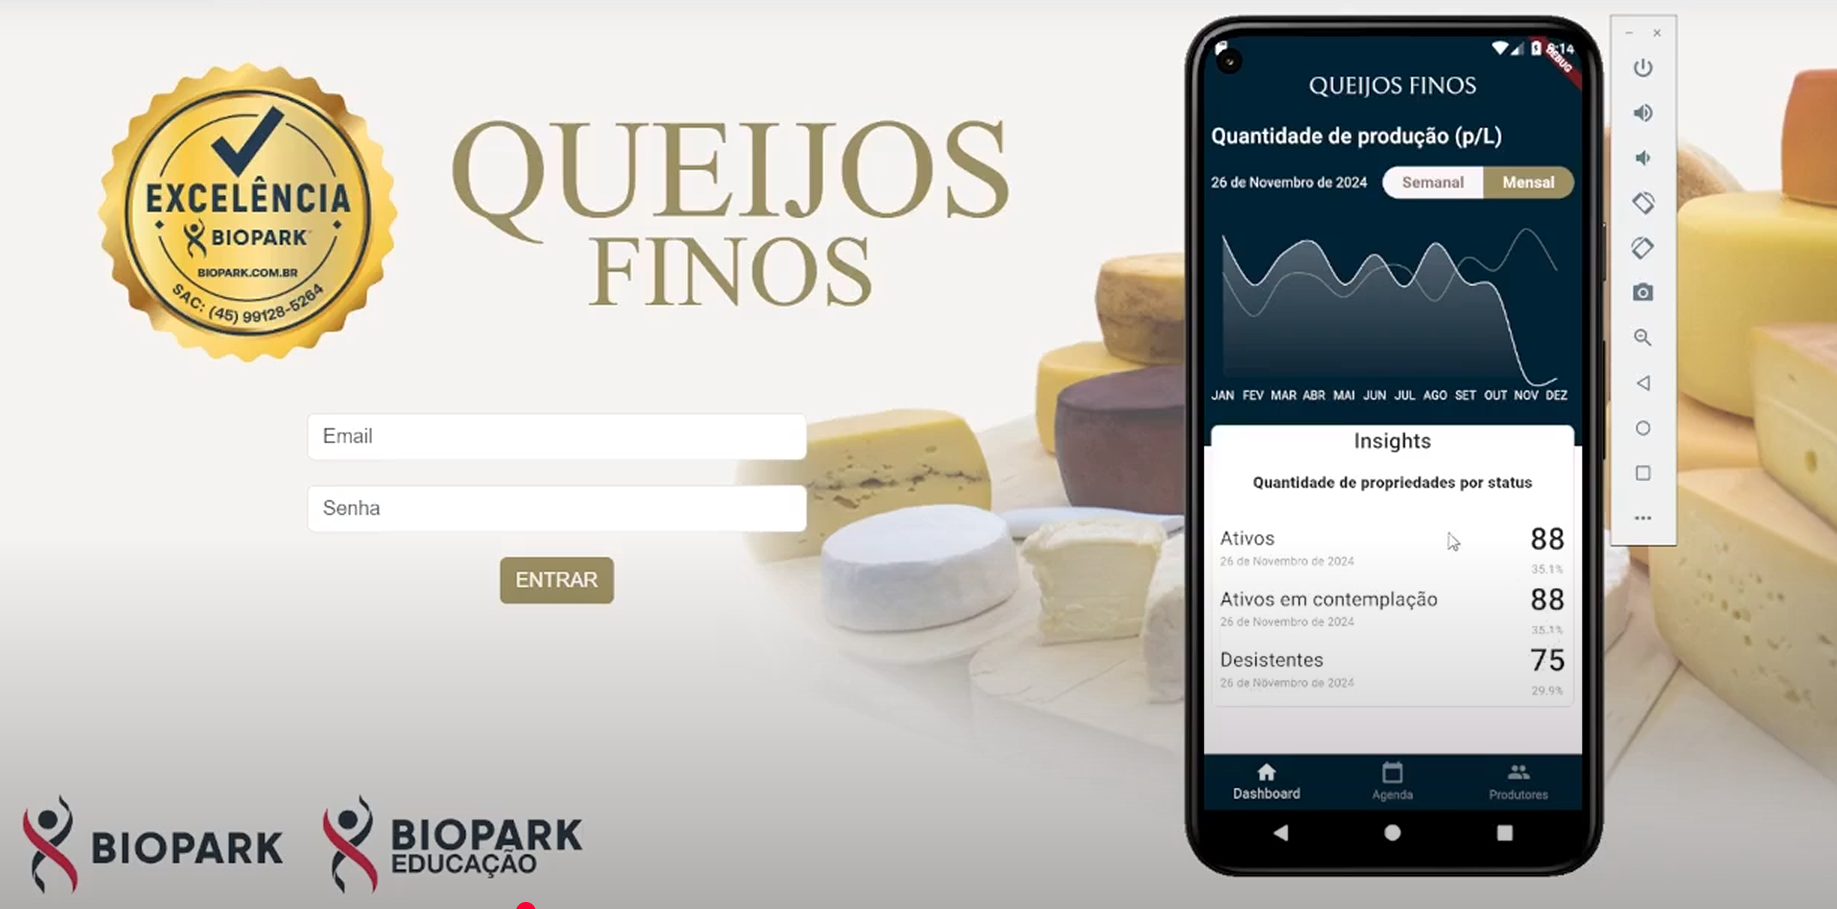 EXCELÊNCIA
BIOPARK
BIOPARK.COM.BR
SAC: (45) 99128-5264
QUEIJOS
FINOS
Email
Senha
ENTRAR
BIOPARK
BIOPARK
EDUCAÇÃO
8:14
DEBUG
QUEIJOS FINOS
Quantidade de produção (p/L)
26 de Novembro de 2024 Semanal Mensal
JAN FEV MAR ABR MAI JUN JUL AGO SET OUT NOV DEZ
Insights
Quantidade de propriedades por status
Ativos 88
26 de Novembro de 2024 35.1%
Ativos em contemplação 88
26 de Novembro de 2024 35.1%
Desistentes 75
26 de Novembro de 2024 29.9%
Dashboard Agenda Produtores